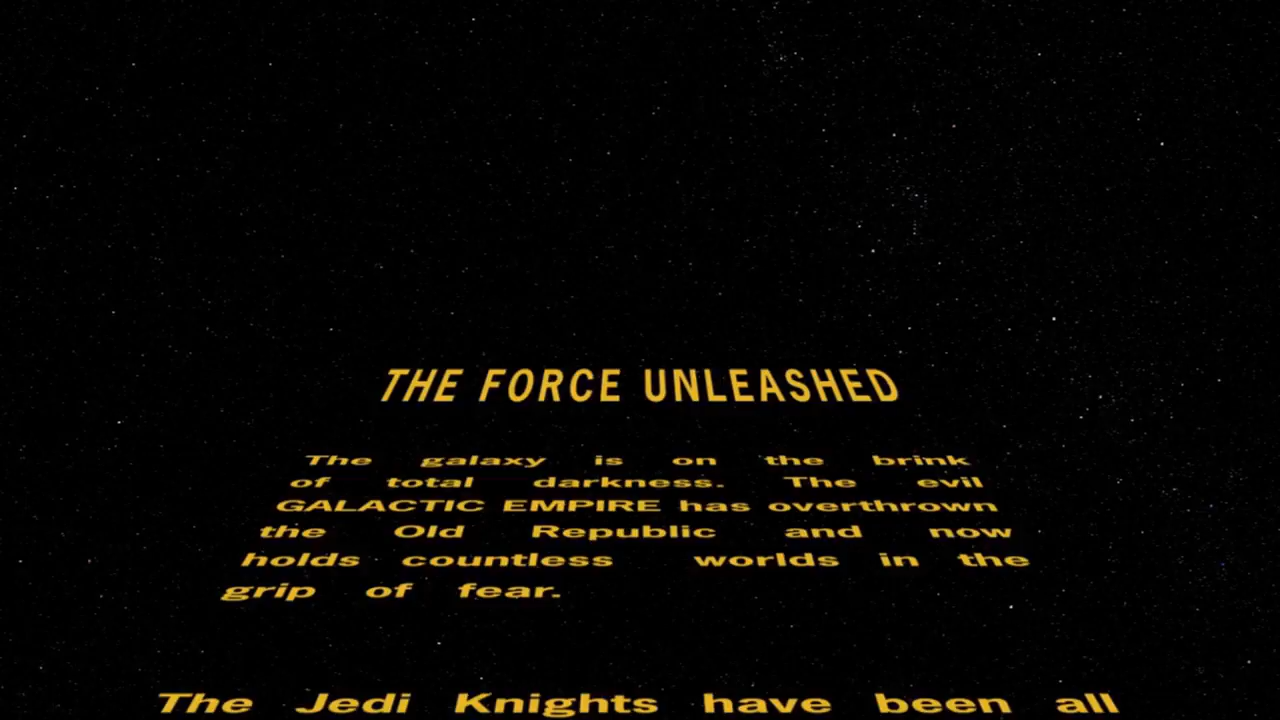 THE FORCE UNLEASHED
The galaxy is on the brink
of total darkness. The evil
GALACTIC EMPIRE has overthrown
the Old Republic and now
holds countless worlds in the
grip of fear.
The Jedi Knights have been all